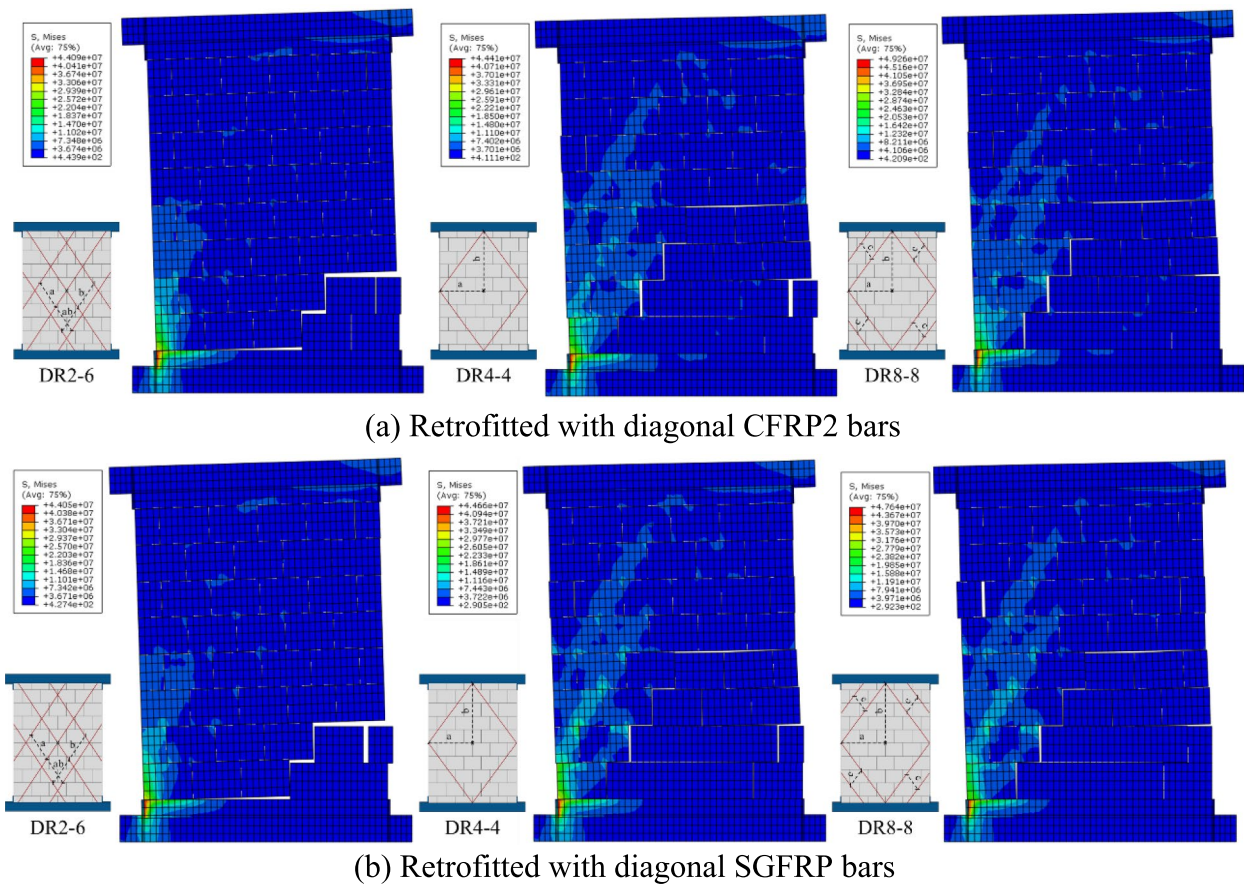 S, Mises
(Avg: 75%)
+4.409e+07
+4.041e+07
+3.674e+07
+3.306e+07
+2.939e+07
+2.572e+07
+2.204e+07
+1.837e+07
+1.470e+07
+1.102e+07
+7.348e+06
+3.674e+06
+4.439e+02
a
b
ab
DR2-6
S, Mises
(Avg: 75%)
+4.441e+07
+4.071e+07
+3.701e+07
+3.331e+07
+2.961e+07
+2.591e+07
+2.221e+07
+1.850e+07
+1.480e+07
+1.110e+07
+7.402e+06
+3.701e+06
+4.111e+02
b
a
DR4-4
S, Mises
(Avg: 75%)
+4.926e+07
+4.516e+07
+4.105e+07
+3.695e+07
+3.284e+07
+2.874e+07
+2.463e+07
+2.053e+07
+1.642e+07
+1.232e+07
+8.211e+06
+4.106e+06
+4.209e+02
c
c
b
a
c
c
DR8-8
(a) Retrofitted with diagonal CFRP2 bars
S, Mises
(Avg: 75%)
+4.405e+07
+4.038e+07
+3.671e+07
+3.304e+07
+2.937e+07
+2.570e+07
+2.203e+07
+1.836e+07
+1.468e+07
+1.101e+07
+7.342e+06
+3.671e+06
+4.274e+02
a
b
ab
DR2-6
S, Mises
(Avg: 75%)
+4.466e+07
+4.094e+07
+3.721e+07
+3.349e+07
+2.977e+07
+2.605e+07
+2.233e+07
+1.861e+07
+1.489e+07
+1.116e+07
+7.443e+06
+3.722e+06
+2.905e+02
b
a
DR4-4
S, Mises
(Avg: 75%)
+4.764e+07
+4.367e+07
+3.970e+07
+3.573e+07
+3.176e+07
+2.779e+07
+2.382e+07
+1.985e+07
+1.588e+07
+1.191e+07
+7.941e+06
+3.971e+06
+2.923e+02
c
c
b
a
c
c
DR8-8
(b) Retrofitted with diagonal SGFRP bars